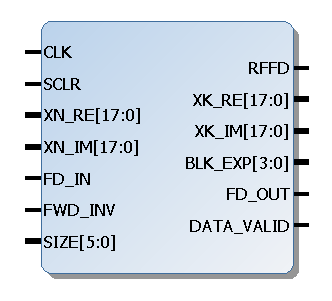 CLK
SCLR
XN_RE[17:0]
XN_IM[17:0]
FD_IN
FWD_INV
SIZE[5:0]
RFFD
XK_RE[17:0]
XK_IM[17:0]
BLK_EXP[3:0]
FD_OUT
DATA_VALID